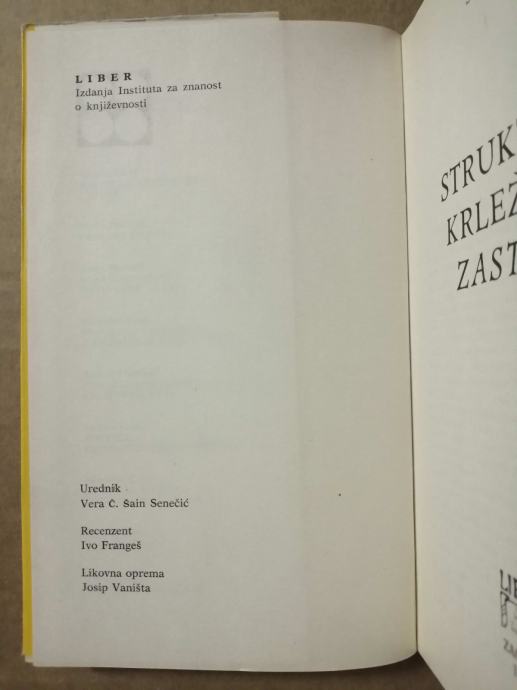 LIBER
Izdanja Instituta za znanost
o književnosti
Urednik
Vera Č. Šain Senečić
Recenzent
Ivo Frangeš
Likovna oprema
Josip Vaništa
STRUK
KRLEŽ
ZAST